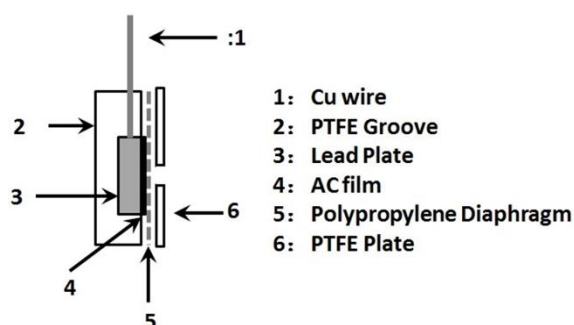 :1
2
3
6
4
5
1： Cu wire
2： PTFE Groove
3： Lead Plate
4： AC film
5： Polypropylene Diaphragm
6： PTFE Plate